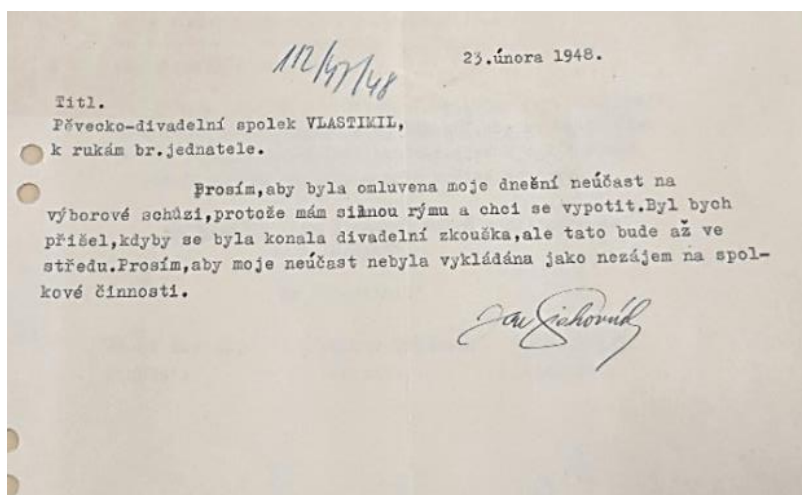 112/47/48
23.února 1948.
Titl.
Pěvecko-divadelní spolek VLASTIMIL,
k rukám br.jednatele.
Prosím,aby byla omluvena moje dnešní neúčast na
výborové schůzi,protože mám silnou rýmu a chci se vypotit.Byl bych
přišel,kdyby se byla konala divadelní zkouška,ale tato bude až ve
středu.Prosím,aby moje neúčast nebyla vykládána jako nezájem na spol-
kové činnosti.
Jan